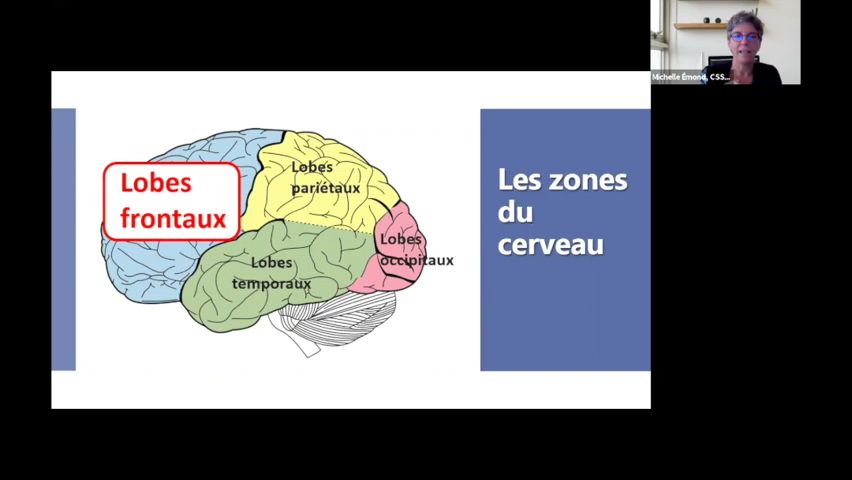 Michelle Émond, CSS...
Lobes
frontaux
Lobes
pariétaux
Lobes
temporaux
Lobes
occipitaux
Les zones
du
cerveau